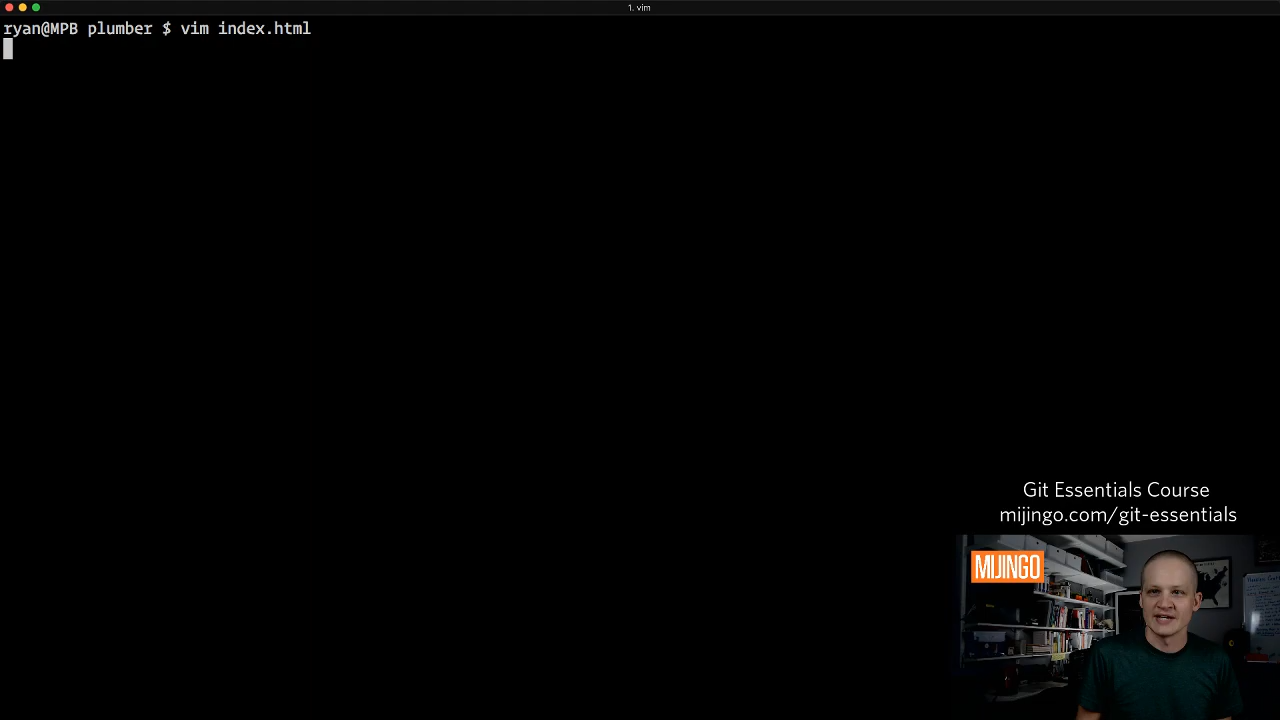 1. vim
ryan@MPB plumber $ vim index.html
Git Essentials Course
mijingo.com/git-essentials
MIJINGO